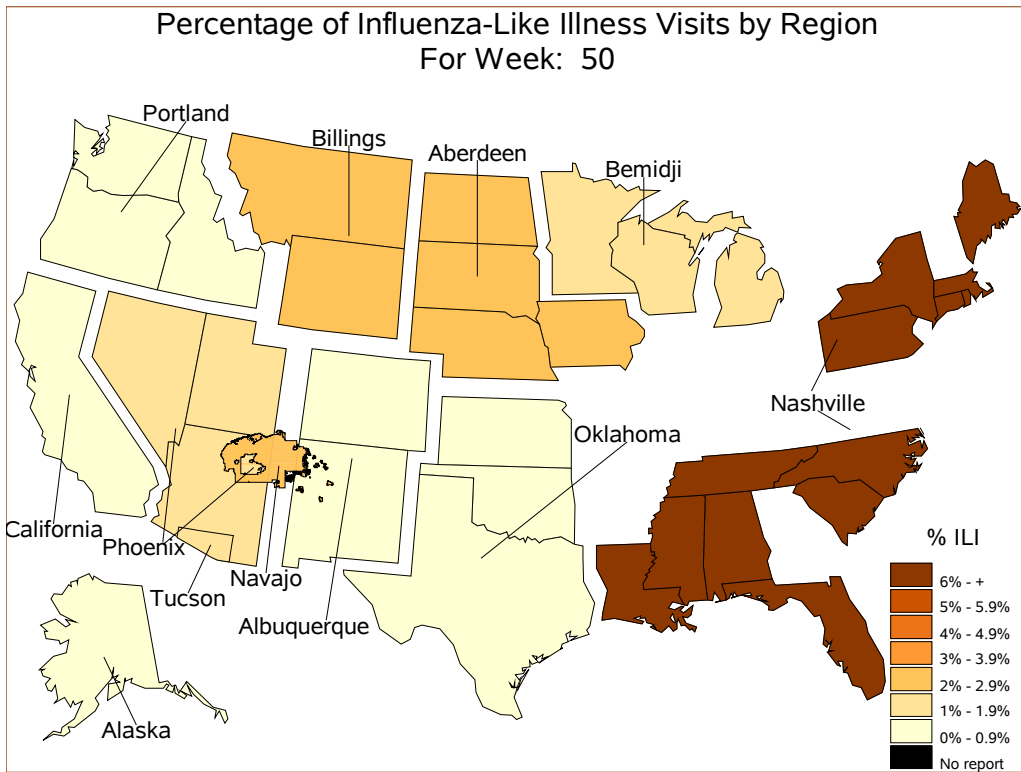 Percentage of Influenza-Like Illness Visits by Region
For Week: 50
Portland
Billings
Aberdeen
Bemidji
Nashville
Oklahoma
California
Phoenix
Tucson
Navajo
Albuquerque
Alaska
% ILI
6% - +
5% - 5.9%
4% - 4.9%
3% - 3.9%
2% - 2.9%
1% - 1.9%
0% - 0.9%
No report